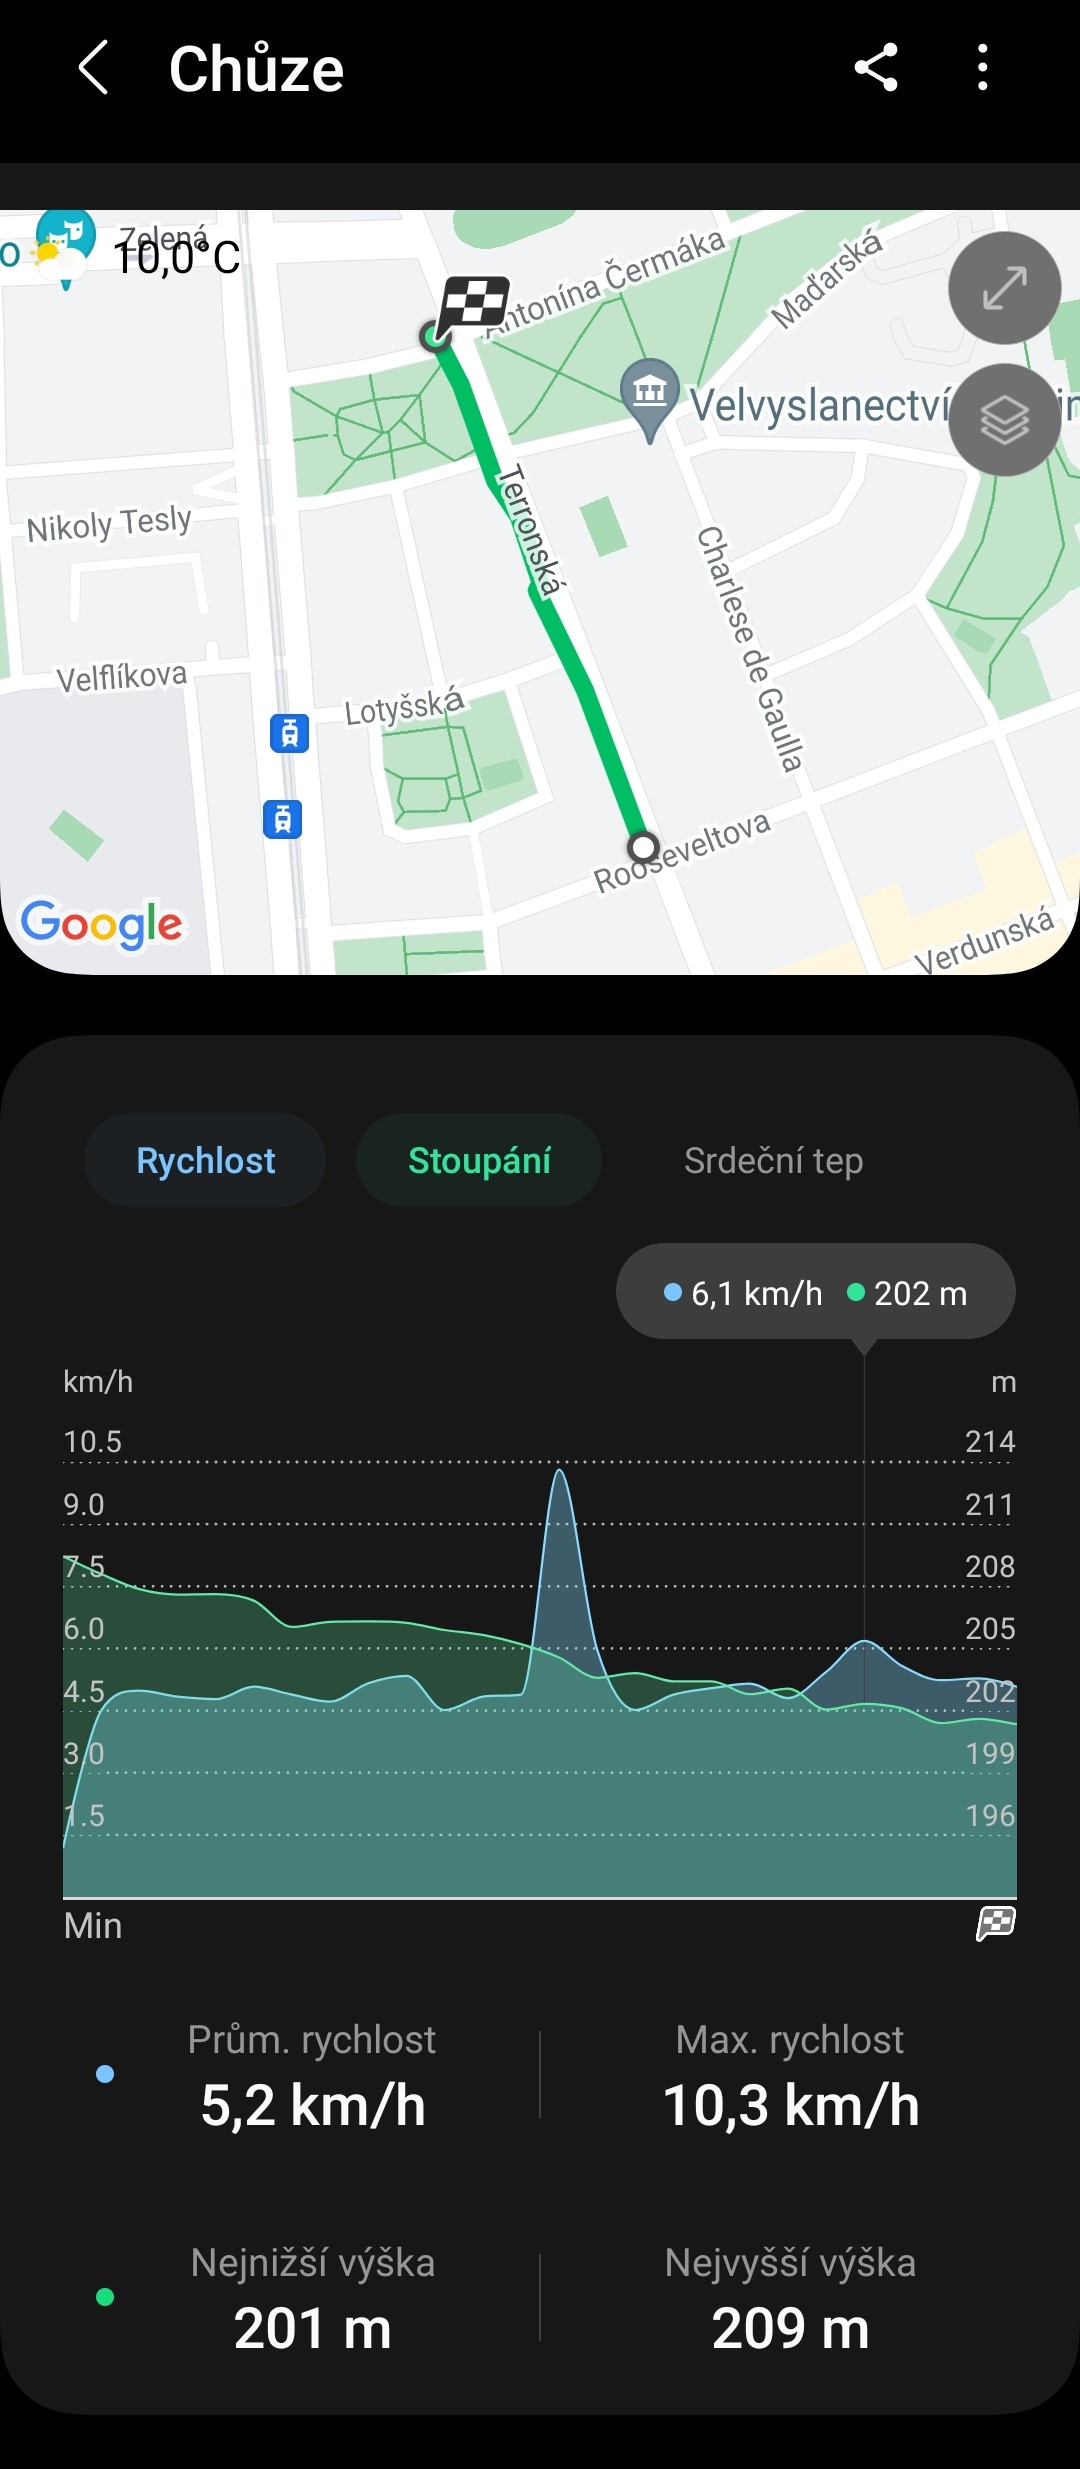 Chůze
Zelená
o
10,0°C
Antonína Čermáka
Maďarská
Velvyslanectví
Terronská
Nikoly Tesly
Charlese de Gaulla
Velflíkova
Lotyšská
Rooseveltova
Google
Verdunská
Rychlost
Stoupání
Srdeční tep
6,1 km/h 202 m
km/h m
10.5 214
9.0 211
7.5 208
6.0 205
4.5 202
3.0 199
1.5 196
Min
Prům. rychlost
Max. rychlost
5,2 km/h
10,3 km/h
Nejnižší výška
Nejvyšší výška
201 m
209 m